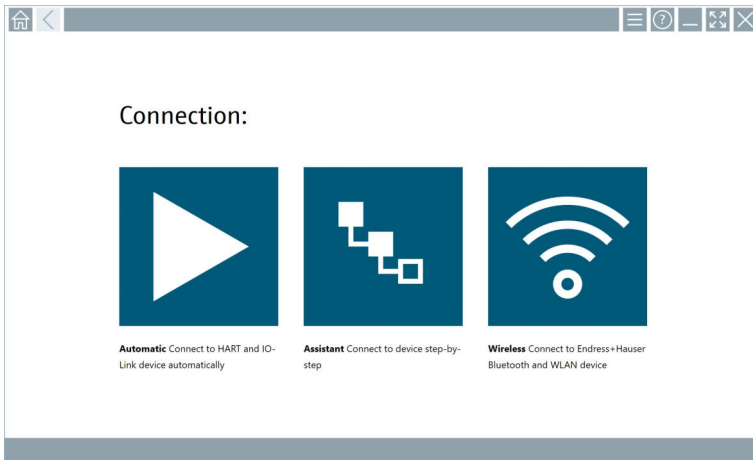 Connection:
Automatic Connect to HART and IO-
Link device automatically
Assistant Connect to device step-by-
step
Wireless Connect to Endress+Hauser
Bluetooth and WLAN device